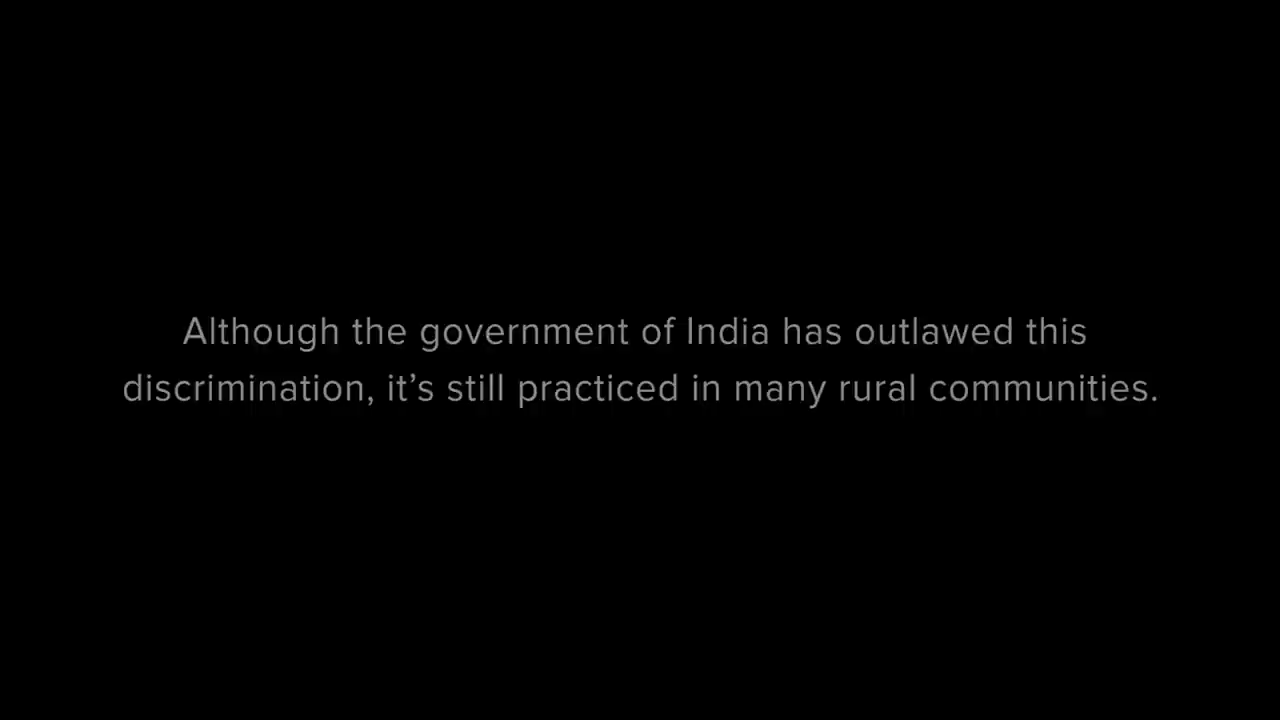 Although the government of India has outlawed this
discrimination, it’s still practiced in many rural communities.